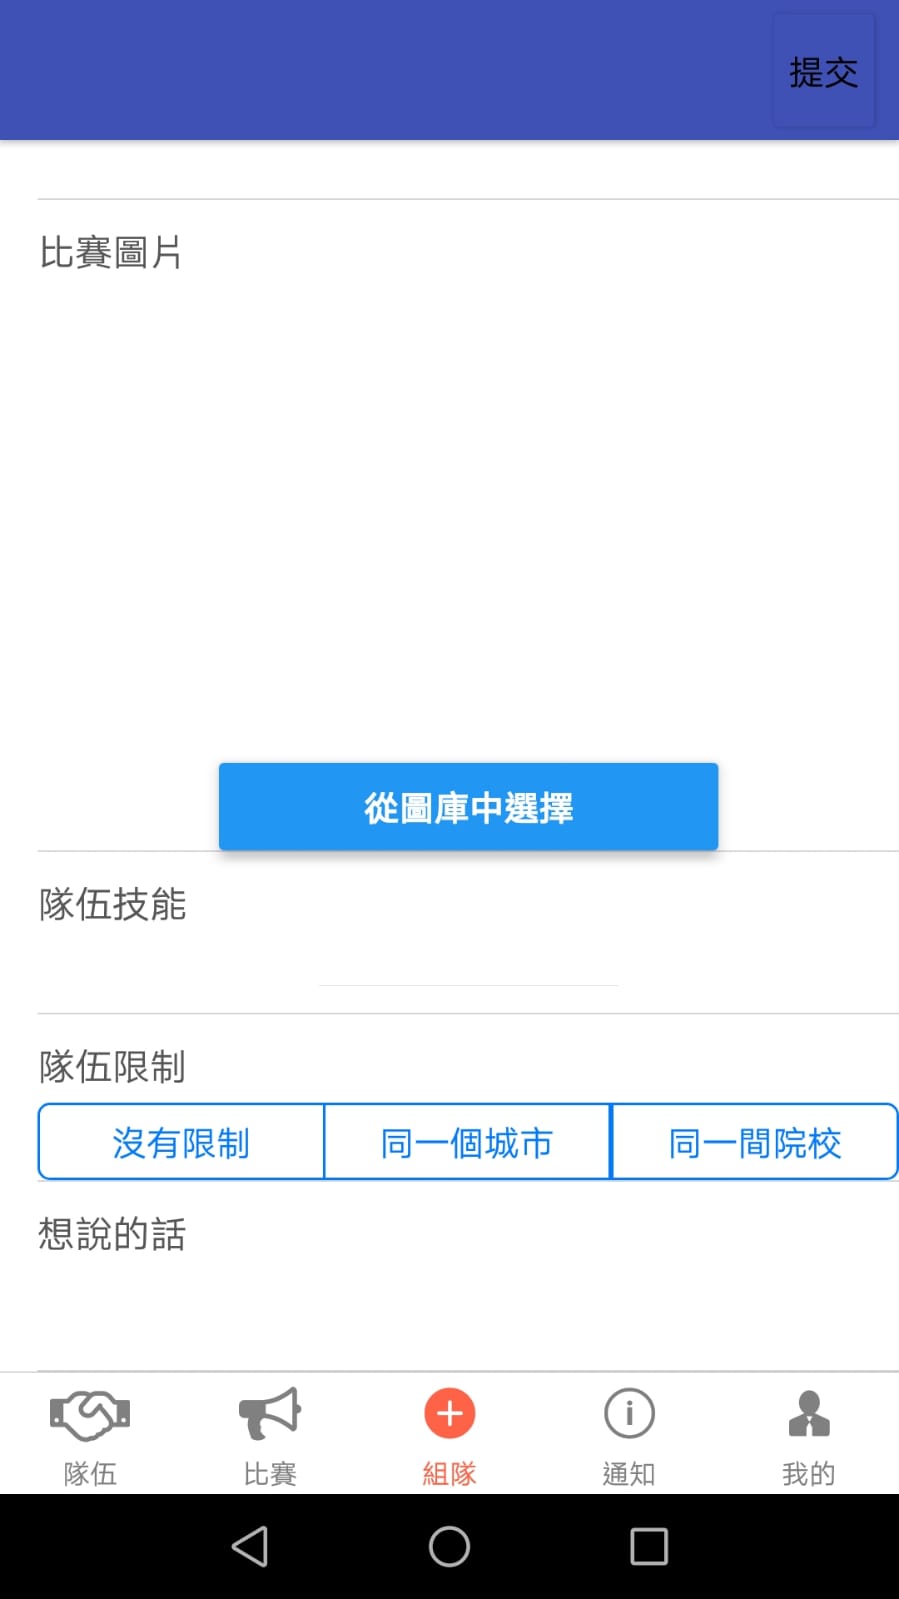 提交
比賽圖片
從圖庫中選擇
隊伍技能
隊伍限制
沒有限制 同一個城市 同一間院校
想說的話
隊伍 比賽 組隊 通知 我的